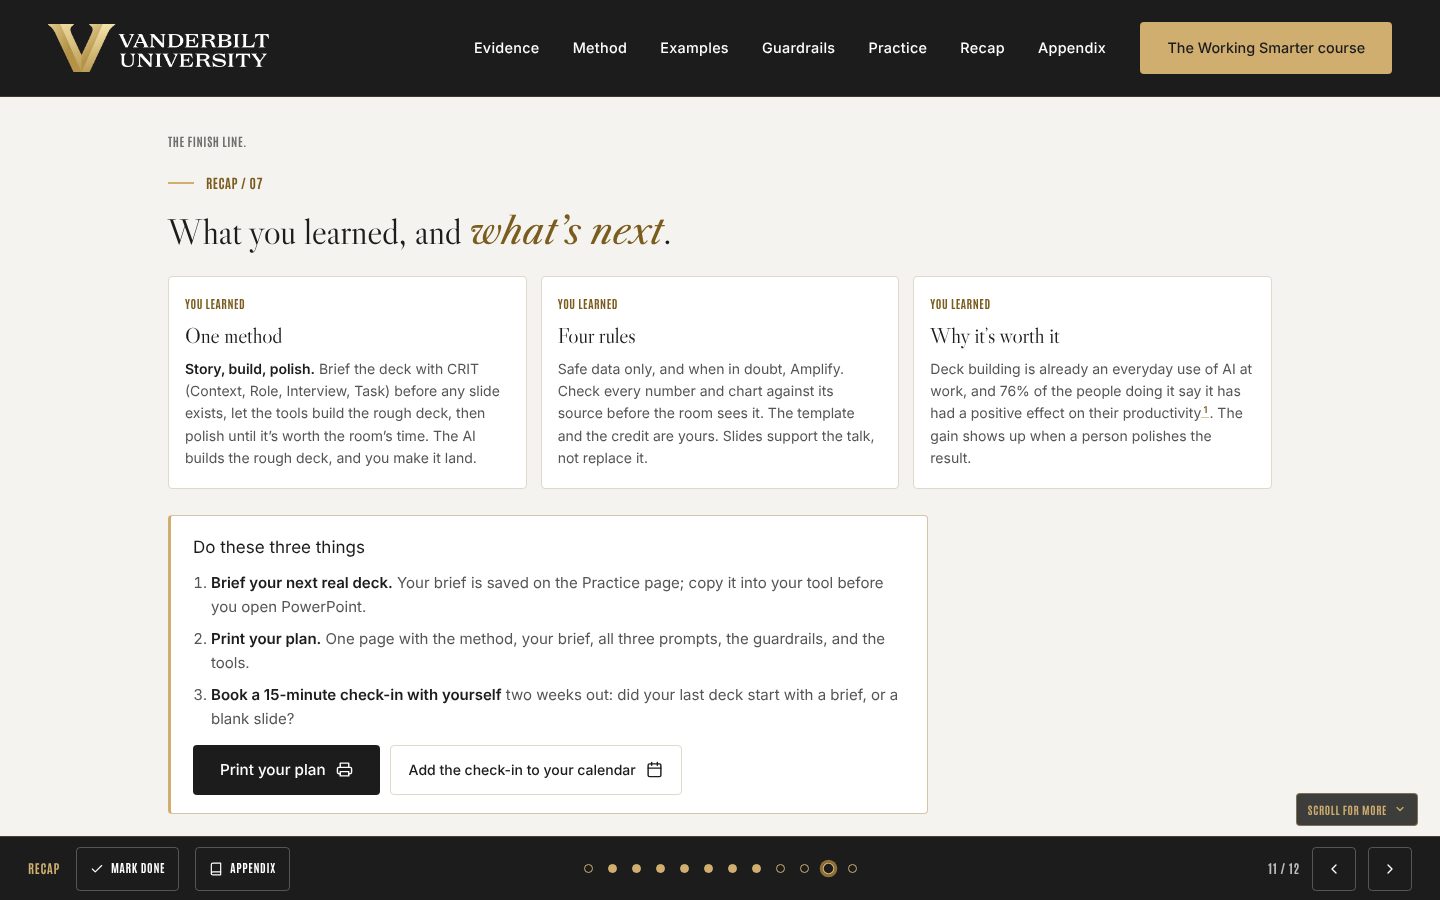 VANDERBILT
UNIVERSITY
Evidence
Method
Examples
Guardrails
Practice
Recap
Appendix
The Working Smarter course
THE FINISH LINE.
RECAP / 07
What you learned, and what’s next.
YOU LEARNED
One method
Story, build, polish. Brief the deck with CRIT
(Context, Role, Interview, Task) before any slide
exists, let the tools build the rough deck, then
polish until it’s worth the room’s time. The AI
builds the rough deck, and you make it land.
YOU LEARNED
Four rules
Safe data only, and when in doubt, Amplify.
Check every number and chart against its
source before the room sees it. The template
and the credit are yours. Slides support the talk,
not replace it.
YOU LEARNED
Why it’s worth it
Deck building is already an everyday use of AI at
work, and 76% of the people doing it say it has
had a positive effect on their productivity1. The
gain shows up when a person polishes the
result.
Do these three things
1. Brief your next real deck. Your brief is saved on the Practice page; copy it into your tool before
you open PowerPoint.
2. Print your plan. One page with the method, your brief, all three prompts, the guardrails, and the
tools.
3. Book a 15-minute check-in with yourself two weeks out: did your last deck start with a brief, or a
blank slide?
Print your plan
Add the check-in to your calendar
SCROLL FOR MORE
RECAP
MARK DONE
APPENDIX
11 / 12